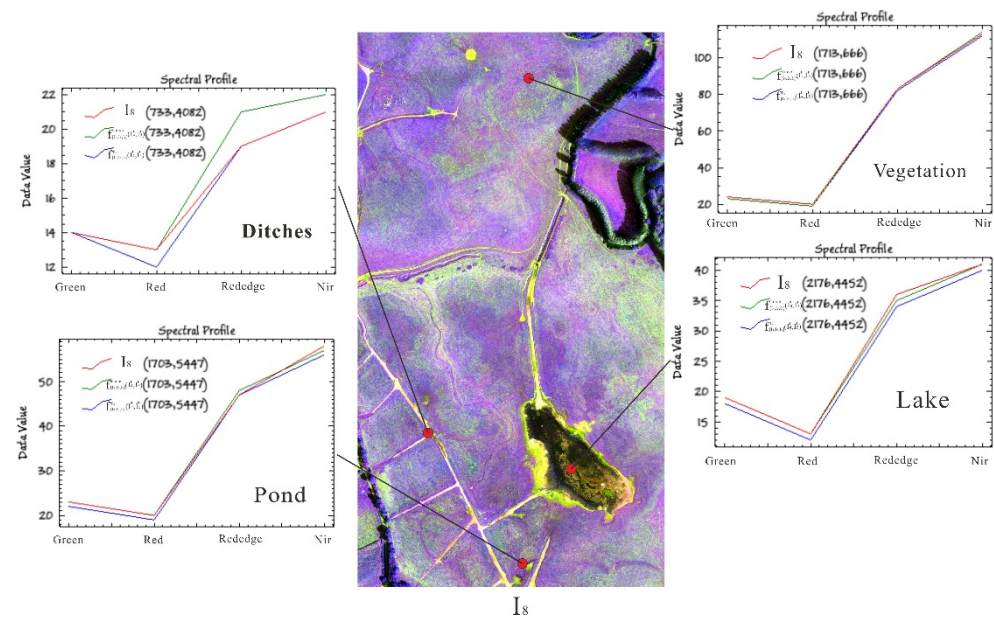 Spectral Profile
22
20
18
16
14
12
Data Value
I₈ (733,4082)
(733,4082)
(733,4082)
Ditches
Green Red Rededge Nir
Spectral Profile
50
40
30
20
Data Value
I₈ (1703,5447)
(1703,5447)
(1703,5447)
Pond
Green Red Rededge Nir
I₈
Spectral Profile
100
80
60
40
20
Data Value
I₈ (1713,666)
(1713,666)
(1713,666)
Vegetation
Green Red Rededge Nir
Spectral Profile
40
35
30
25
20
15
Data Value
I₈ (2176,4452)
(2176,4452)
(2176,4452)
Lake
Green Red Rededge Nir